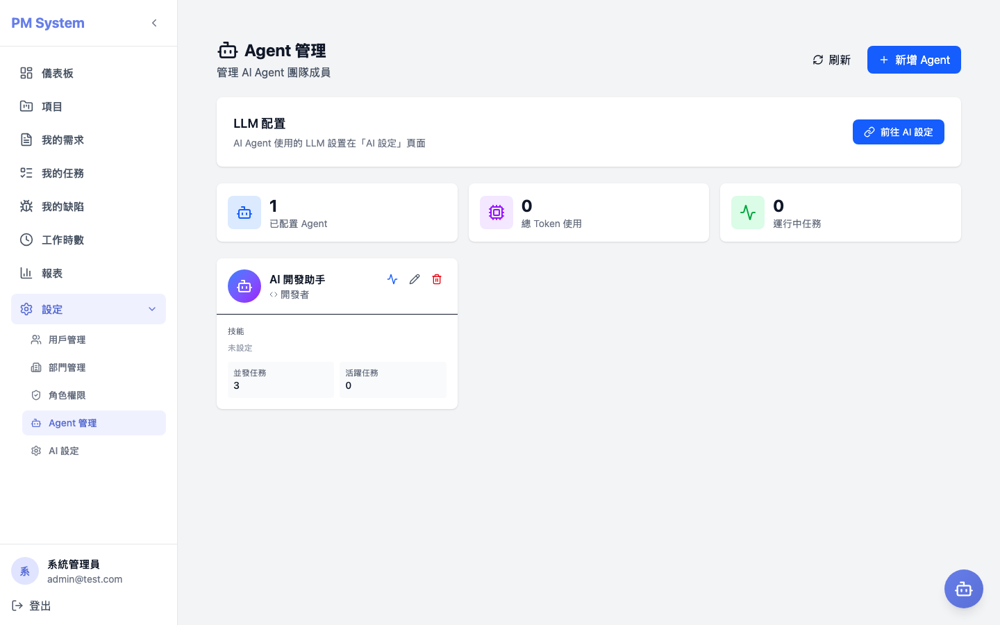 PM System
儀表板
項目
我的需求
我的任務
我的缺陷
工作時數
報表
設定
用戶管理
部門管理
角色權限
Agent 管理
AI 設定
系
系統管理員
admin@test.com
登出
Agent 管理
管理 AI Agent 團隊成員
刷新
新增 Agent
LLM 配置
AI Agent 使用的 LLM 設置在「AI 設定」頁面
前往 AI 設定
1
已配置 Agent
0
總 Token 使用
0
運行中任務
AI 開發助手
開發者
技能
未設定
並發任務
3
活躍任務
0